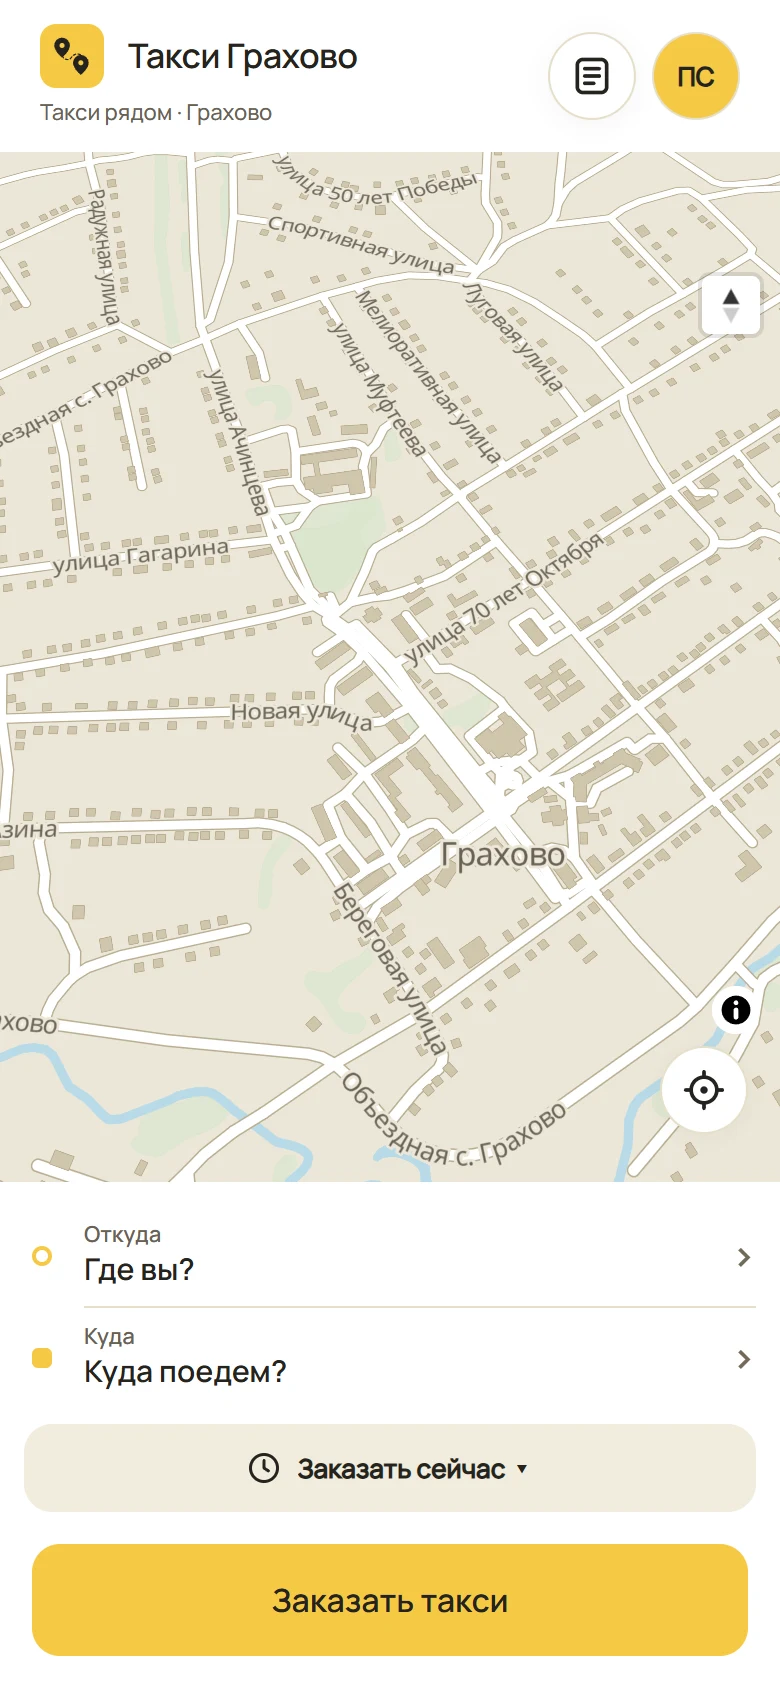 Такси Грахово
Такси рядом · Грахово
ПС
улица 50 лет Победы
Радужная улица
Спортивная улица
Луговая улица
Мелиоративная улица
улица Муфтеева
ъездная с. Грахово
улица Ачинцева
улица Гагарина
улица 70 лет Октября
Новая улица
зина
Грахово
Береговая улица
хово
Объездная с. Грахово
Откуда
Где вы?
Куда
Куда поедем?
Заказать сейчас
Заказать такси